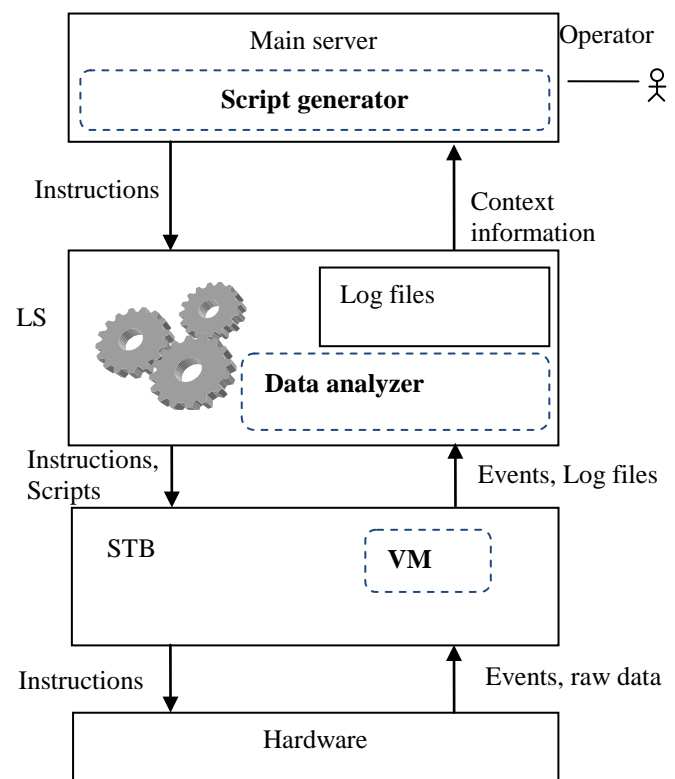 Main server
Operator
Script generator
Instructions
Context
information
LS
Log files
Data analyzer
Instructions,
Scripts
Events, Log files
STB
VM
Instructions
Events, raw data
Hardware